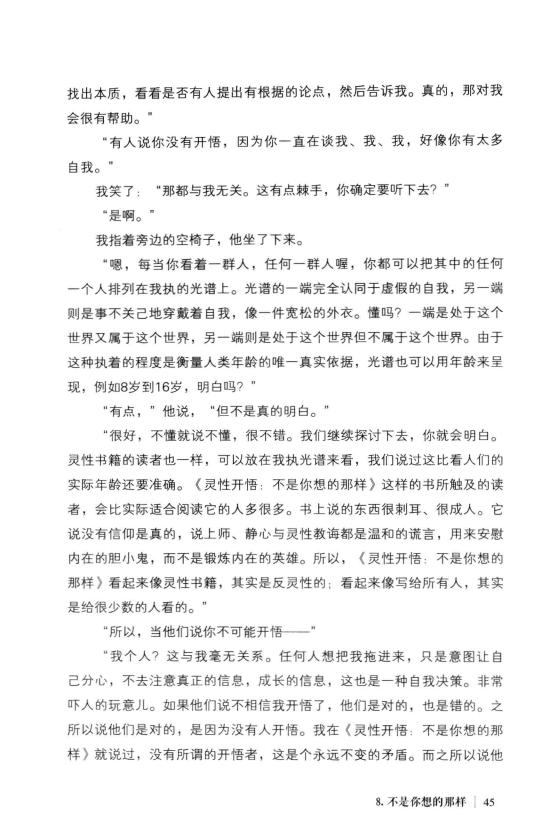 找出本质，看看是否有人提出有根据的论点，然后告诉我。真的，那对我
会很有帮助。”
“有人说你没有开悟，因为你一直在谈我、我、我，好像你有太多
自我。”
我笑了：“那都与我无关。这有点棘手，你确定要听下去？”
“是啊。”
我指着旁边的空椅子，他坐了下来。
“嗯，每当你看着一群人，任何一群人喔，你都可以把其中的任何
一个人排列在我执的光谱上。光谱的一端完全认同于虚假的自我，另一端
则是事不关己地穿戴着自我，像一件宽松的外衣。懂吗？一端是处于这个
世界又属于这个世界，另一端则是处于这个世界但不属于这个世界。由于
这种执着的程度是衡量人类年龄的唯一真实依据，光谱也可以用年龄来呈
现，例如8岁到16岁，明白吗？”
“有点，”他说，“但不是真的明白。”
“很好，不懂就说不懂，很不错。我们继续探讨下去，你就会明白。
灵性书籍的读者也一样，可以放在我执光谱来看，我们说过这比看人们的
实际年龄还要准确。《灵性开悟：不是你想的那样》这样的书所触及的读
者，会比实际适合阅读它的人多很多。书上说的东西很刺耳、很成人。它
说没有信仰是真的，说上师、静心与灵性教诲都是温和的谎言，用来安慰
内在的胆小鬼，而不是锻炼内在的英雄。所以，《灵性开悟：不是你想的
那样》看起来像灵性书籍，其实是反灵性的；看起来像写给所有人，其实
是给很少数的人看的。”
“所以，当他们说你不可能开悟——”
“我个人？这与我毫无关系。任何人想把我拖进来，只是意图让自
己分心，不去注意真正的信息，成长的信息，这也是一种自我决策。非常
吓人的玩意儿。如果他们说不相信我开悟了，他们是对的，也是错的。之
所以说他们是对的，是因为没有人开悟。我在《灵性开悟：不是你想的那
样》就说过，没有所谓的开悟者，这是个永远不变的矛盾。而之所以说他
8. 不是你想的那样 | 45